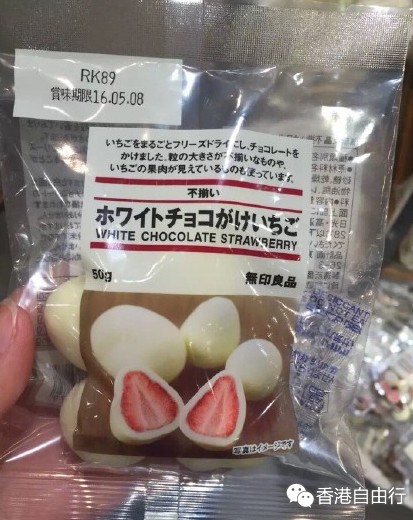 RK89
賞味期限16.05.08
いちごをまるごとフリーズドライにし、チョコレートを
かけました。粒の大きさが不揃いなものや、
いちごの果肉が見えているものも使っています。
不揃い
ホワイトチョコがけいちご
WHITE CHOCOLATE STRAWBERRY
50g
無印良品
写真はイメージです
香港自由行